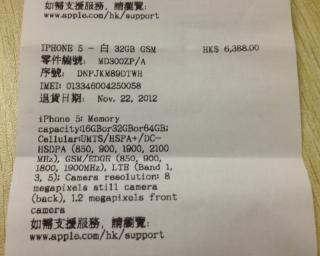 如需支援服務，請瀏覽：
www.apple.com/hk/support
IPHONE 5 - 白 32GB GSM HK$ 6,388.00
零件編號： MD300ZP/A
序號： DNPJKM89DTWH
IMEI: 013346004250058
退貨日期： Nov. 22, 2012
iPhone 5: Memory
capacity:16GBor32GBor64GB;
Cellular:UMTS/HSPA+/DC-
HSDPA (850, 900, 1900, 2100
MHz), GSM/EDGE (850, 900,
1800, 1900MHz), LTE (Band 1,
3, 5); Camera resolution: 8
megapixels still camera
(back), 1.2 megapixels front
camera
如需支援服務，請瀏覽：
www.apple.com/hk/support